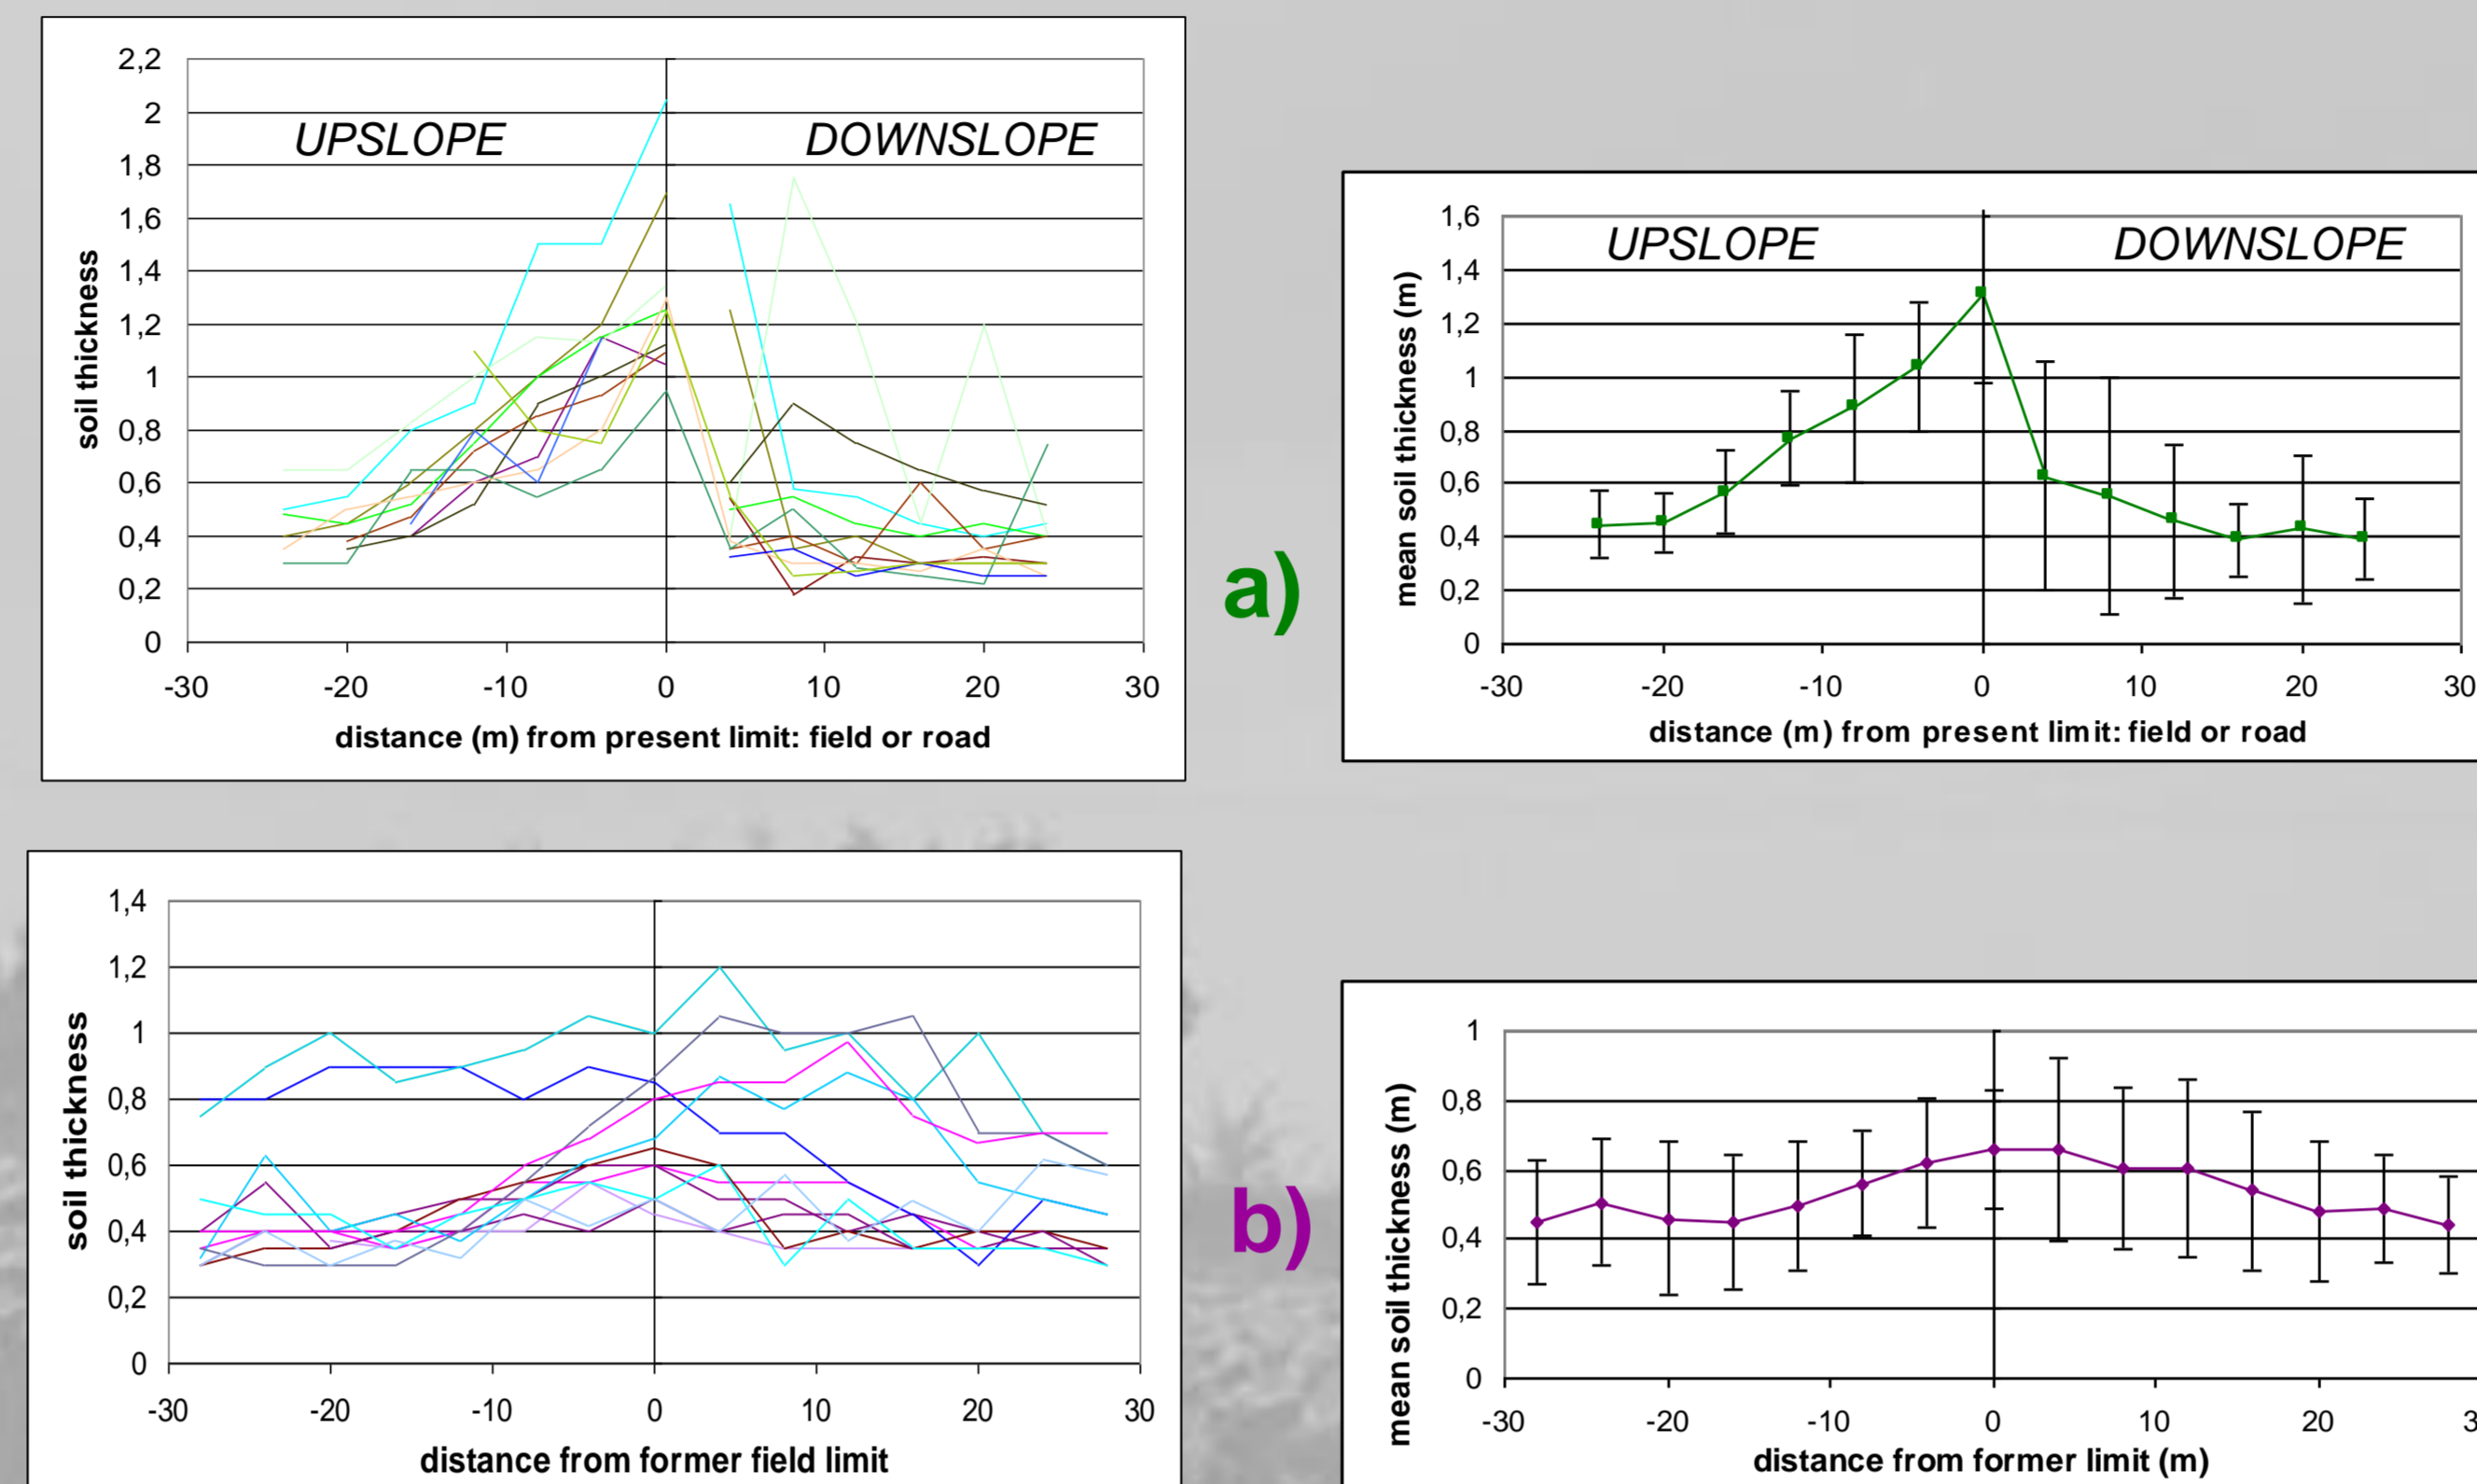 2,2
2
1,8
1,6
1,4
1,2
1
0,8
0,6
0,4
0,2
0
UPSLOPE
DOWNSLOPE
soil thickness
-30 -20 -10 0 10 20 30
distance (m) from present limit: field or road
a)
1,6
1,4
1,2
1
0,8
0,6
0,4
0,2
0
UPSLOPE
DOWNSLOPE
mean soil thickness (m)
-30 -20 -10 0 10 20 30
distance (m) from present limit: field or road
1,4
1,2
1
0,8
0,6
0,4
0,2
0
soil thickness
-30 -20 -10 0 10 20 30
distance from former field limit
b)
1
0,8
0,6
0,4
0,2
0
mean soil thickness (m)
-30 -20 -10 0 10 20
distance from former limit (m)